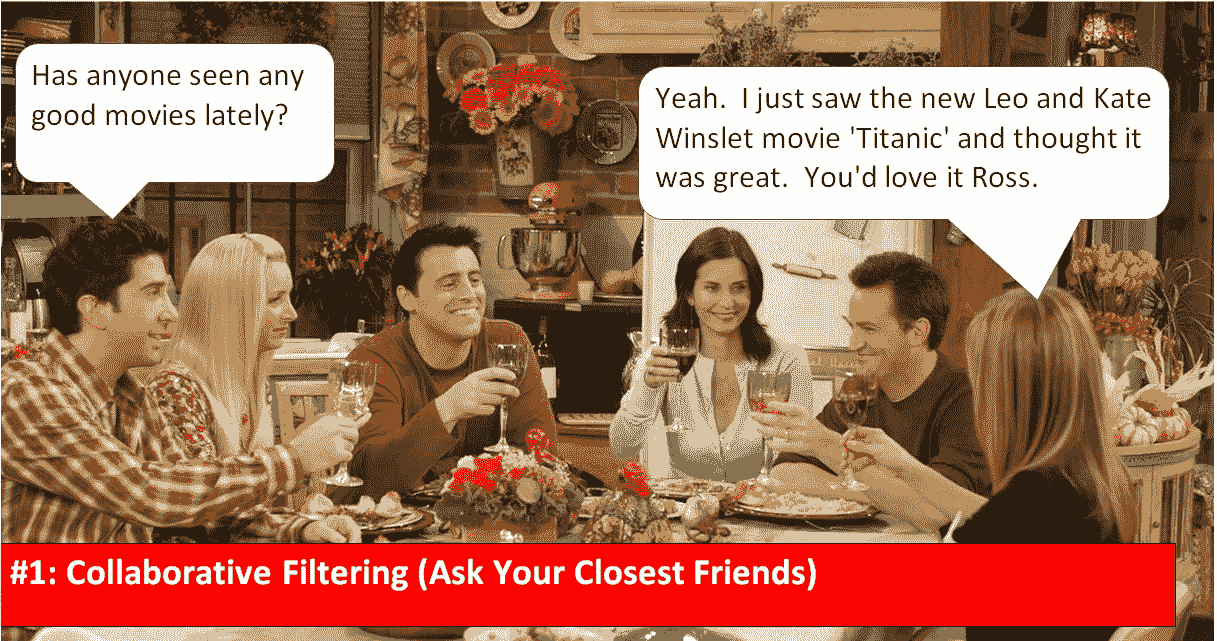 Has anyone seen any
good movies lately?
Yeah.  I just saw the new Leo and Kate
Winslet movie 'Titanic' and thought it
was great.  You'd love it Ross.
#1: Collaborative Filtering (Ask Your Closest Friends)